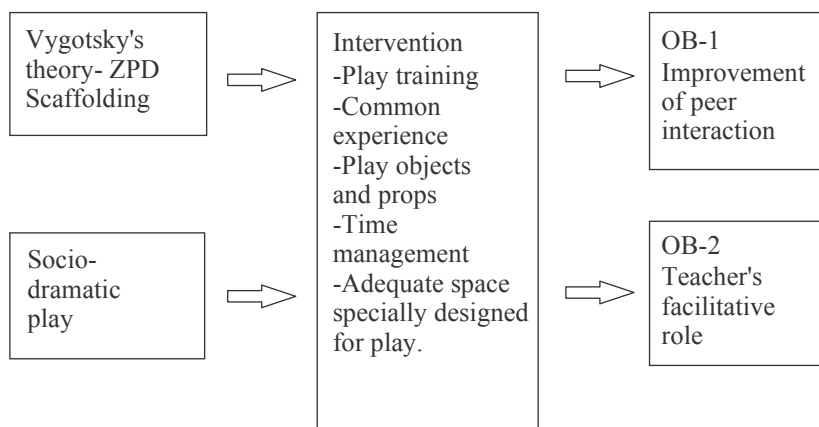 Vygotsky's
theory- ZPD
Scaffolding
Socio-
dramatic
play
Intervention
-Play training
-Common
experience
-Play objects
and props
-Time
management
-Adequate space
specially designed
for play.
OB-1
Improvement
of peer
interaction
OB-2
Teacher's
facilitative
role